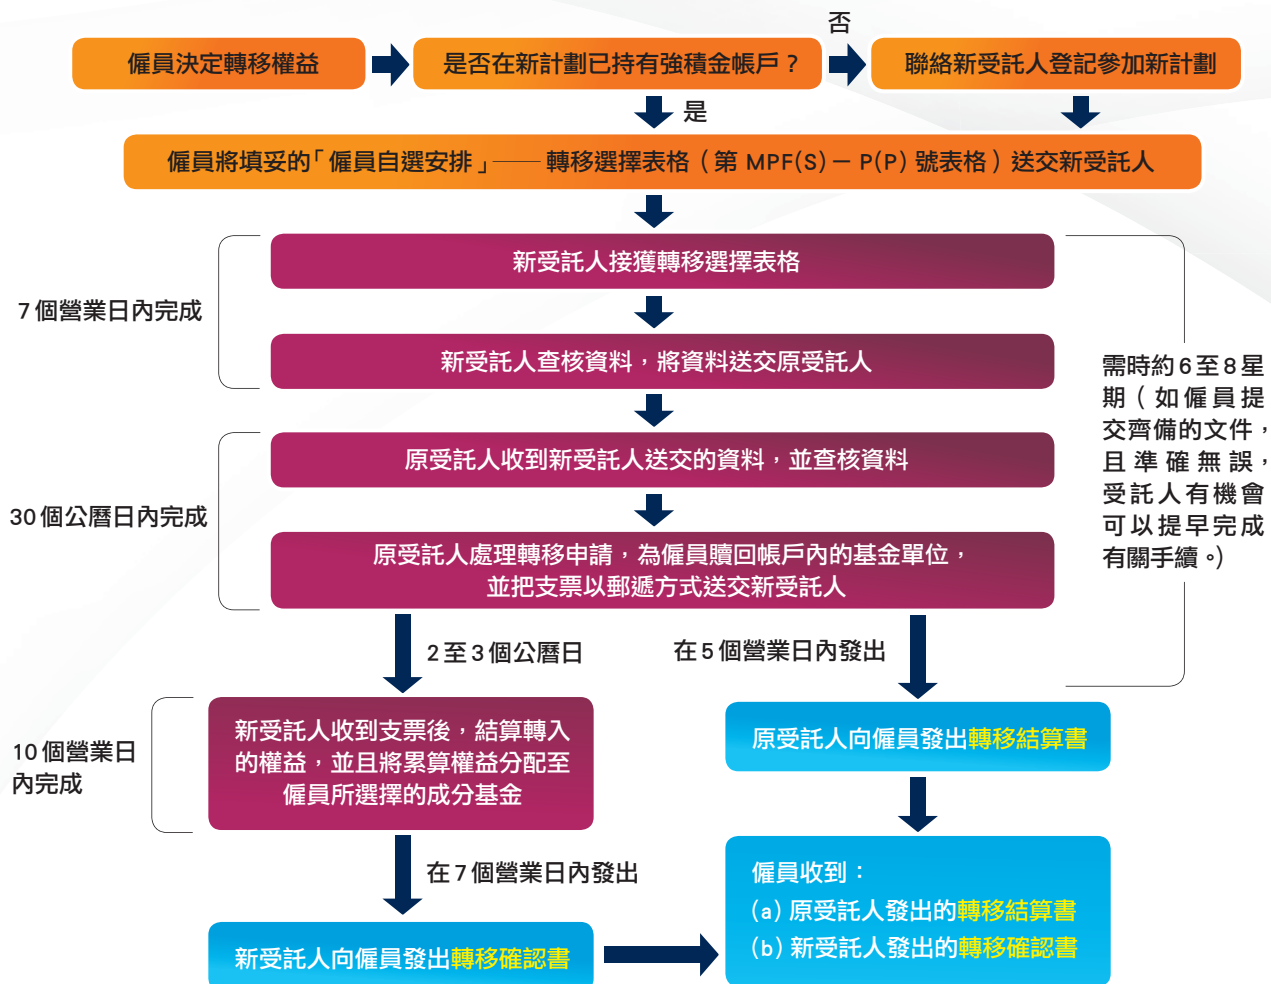 否
僱員決定轉移權益
是否在新計劃已持有強積金帳戶？
聯絡新受託人登記參加新計劃
是
僱員將填妥的「僱員自選安排」—— 轉移選擇表格（第 MPF(S) – P(P) 號表格）送交新受託人
新受託人接獲轉移選擇表格
7 個營業日內完成
新受託人查核資料，將資料送交原受託人
需時約 6 至 8 星
期（如僱員提
交齊備的文件，
且準確無誤，
受託人有機會
可以提早完成
有關手續。)
原受託人收到新受託人送交的資料，並查核資料
30 個公曆日內完成
原受託人處理轉移申請，為僱員贖回帳戶內的基金單位，
並把支票以郵遞方式送交新受託人
2 至 3 個公曆日
在 5 個營業日內發出
新受託人收到支票後，結算轉入
的權益，並且將累算權益分配至
僱員所選擇的成分基金
10 個營業日
內完成
原受託人向僱員發出轉移結算書
在 7 個營業日內發出
新受託人向僱員發出轉移確認書
僱員收到：
(a) 原受託人發出的轉移結算書
(b) 新受託人發出的轉移確認書